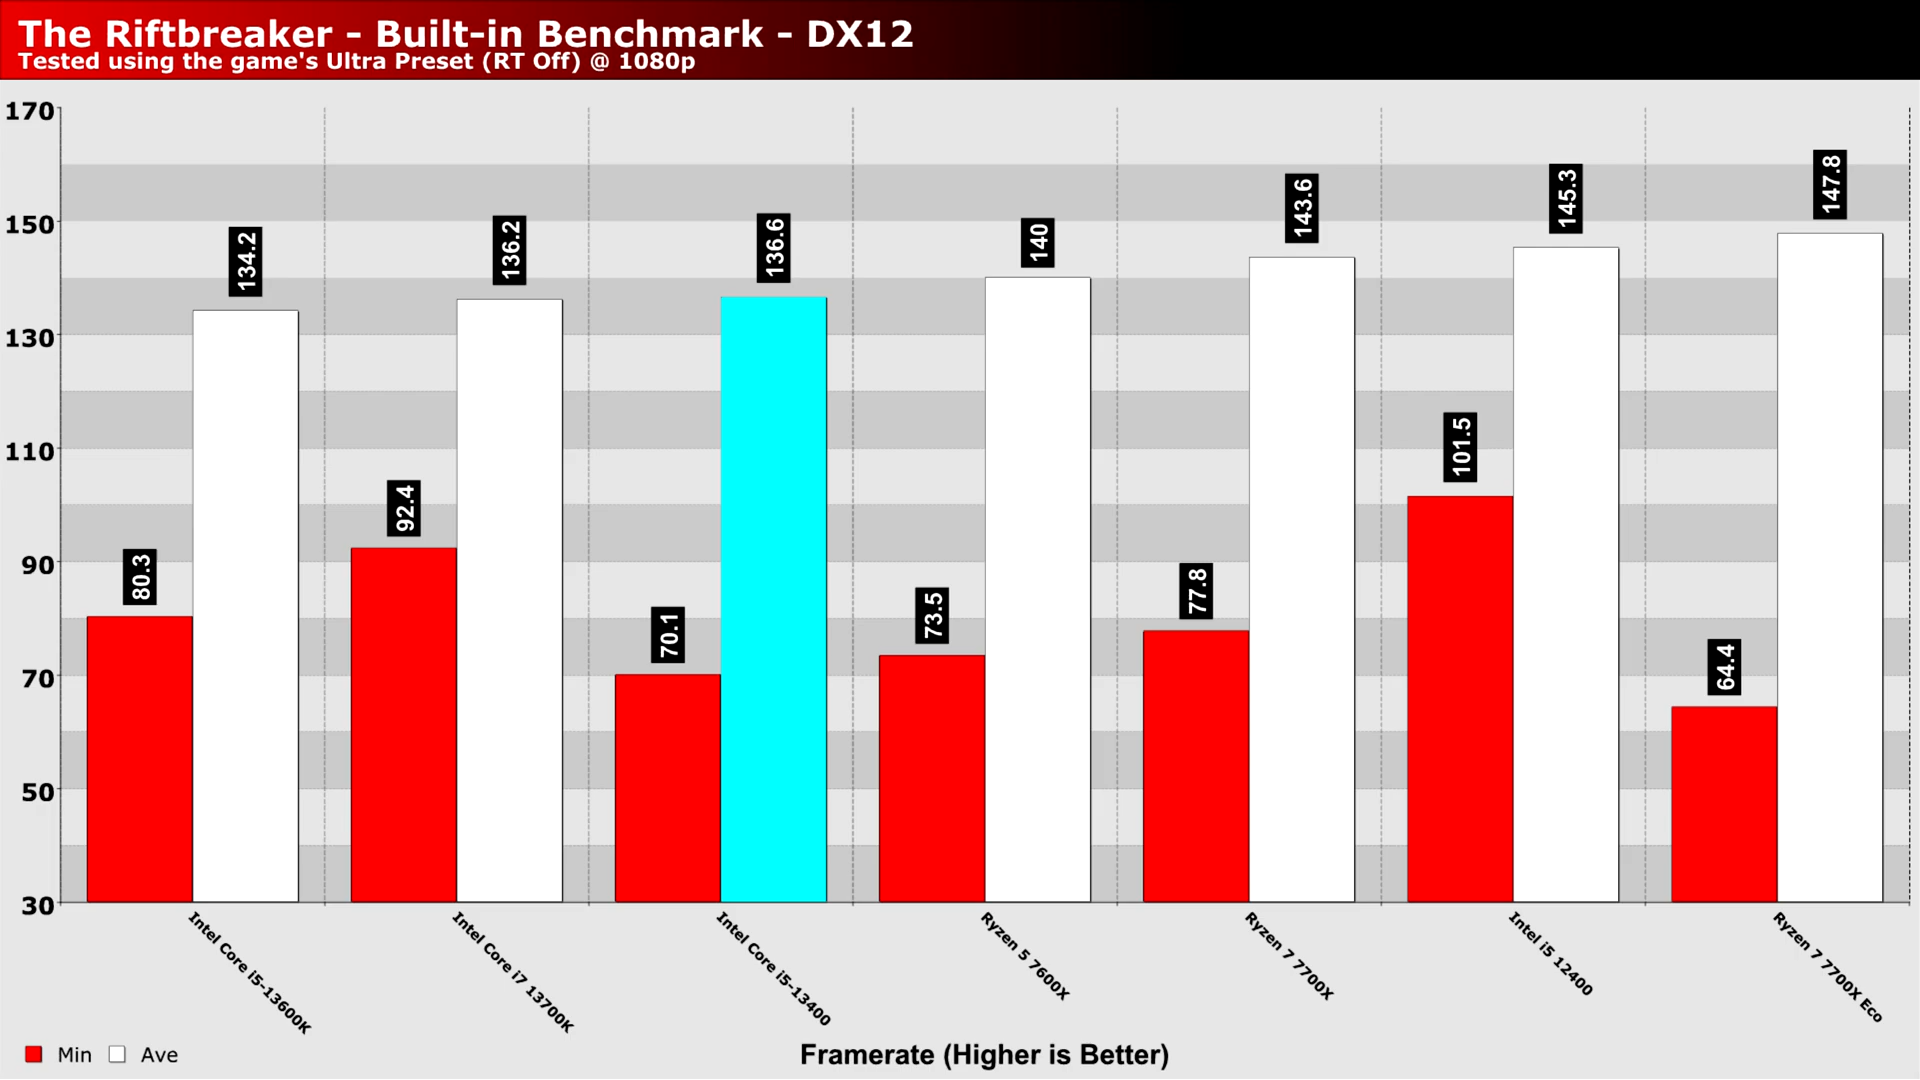 The Riftbreaker - Built-in Benchmark - DX12
Tested using the game's Ultra Preset (RT Off) @ 1080p
170
150
130
110
90
70
50
30
80.3
134.2
92.4
136.2
70.1
136.6
73.5
140
77.8
143.6
101.5
145.3
64.4
147.8
Intel Core i5-13600K
Intel Core i7 13700K
Intel Core i5-13400
Ryzen 5 7600X
Ryzen 7 7700X
Intel i5 12400
Ryzen 7 7700X Eco
Min
Ave
Framerate (Higher is Better)